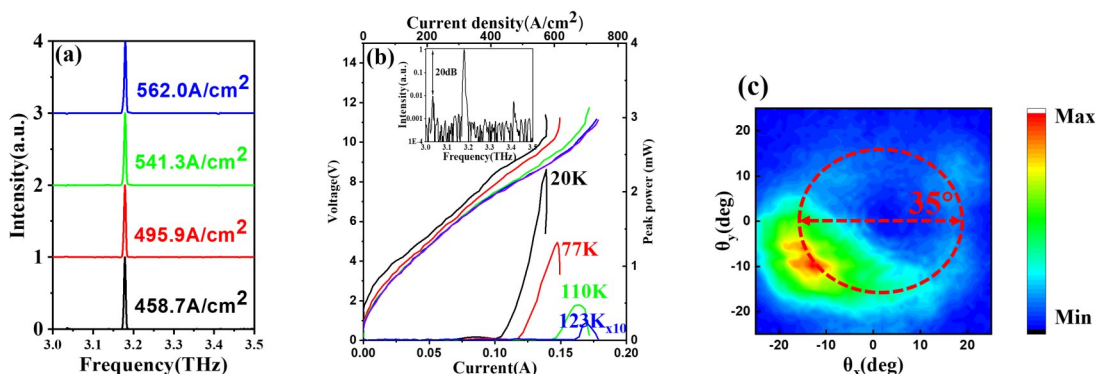 (a)
Intensity(a.u.)
4
3
2
1
0
562.0A/cm²
541.3A/cm²
495.9A/cm²
458.7A/cm²
3.0 3.1 3.2 3.3 3.4 3.5
Frequency(THz)
Current density(A/cm²)
0 200 400 600 800
(b)
Voltage(V)
14
12
10
8
6
4
2
0
4
3
2
1
0
Peak power (mW)
Intensity(a.u.)
1
0.1
0.01
0.001
1E-4
20dB
3.0 3.1 3.2 3.3 3.4 3.5
Frequency(THz)
20K
77K
110K
123Kx10
0.00 0.05 0.10 0.15 0.20
Current(A)
(c)
θy(deg)
20
10
0
-10
-20
35°
-20 -10 0 10 20
θx(deg)
Max
Min